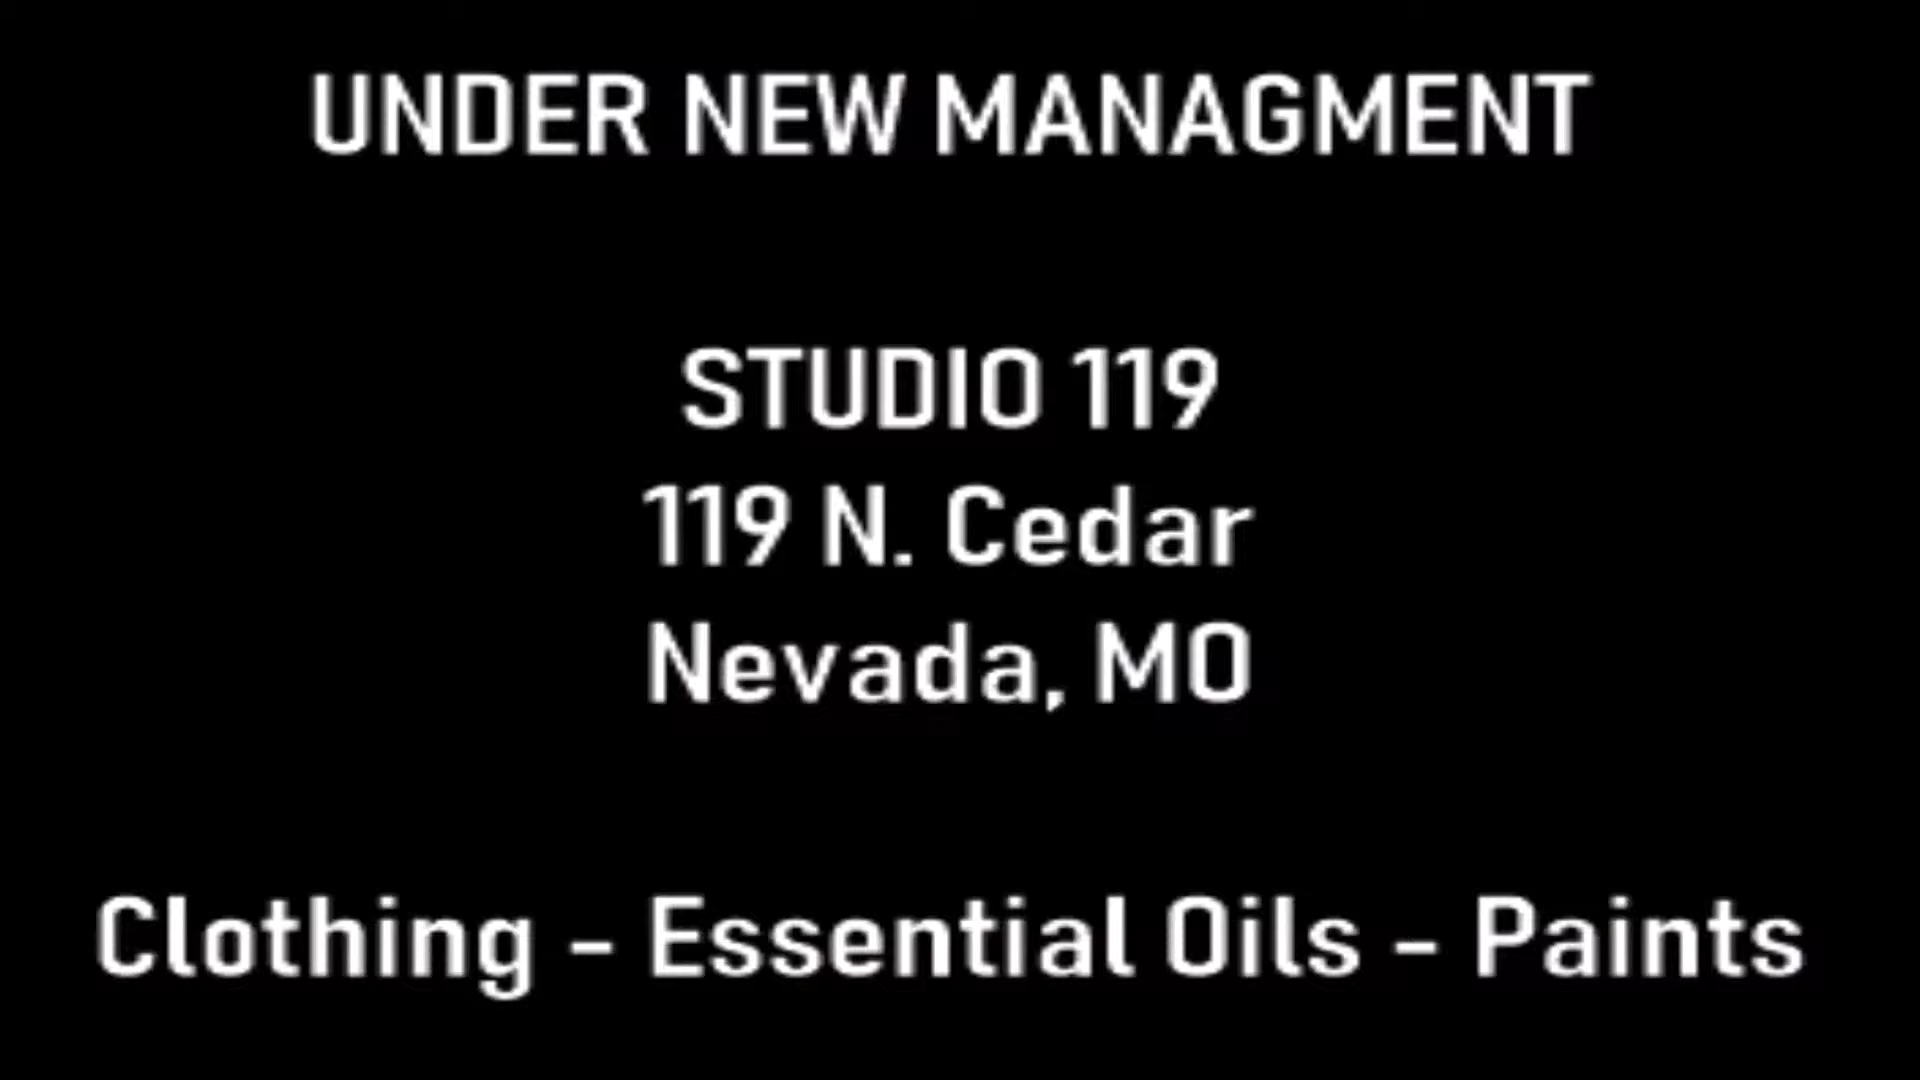 UNDER NEW MANAGMENT
STUDIO 119
119 N. Cedar
Nevada, MO
Clothing - Essential Oils - Paints